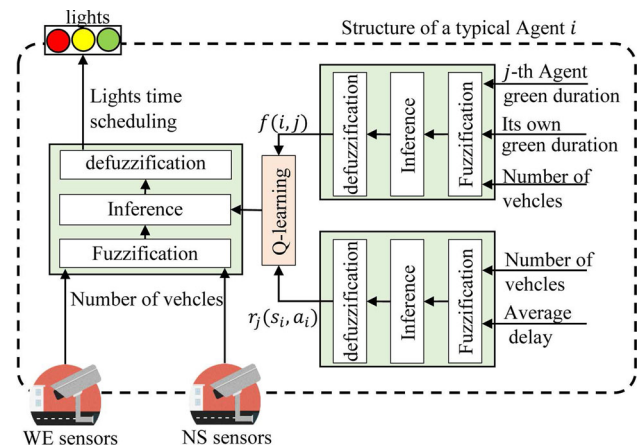 lights
Structure of a typical Agent i
Lights time
scheduling
defuzzification
Inference
Fuzzification
Number of vehcles
WE sensors
NS sensors
f(i, j)
Q-learning
r_j(s_i, a_i)
defuzzification
Inference
Fuzzification
j-th Agent
green duration
Its own
green duration
Number of
vehcles
defuzzification
Inference
Fuzzification
Number of
vehcles
Average
delay